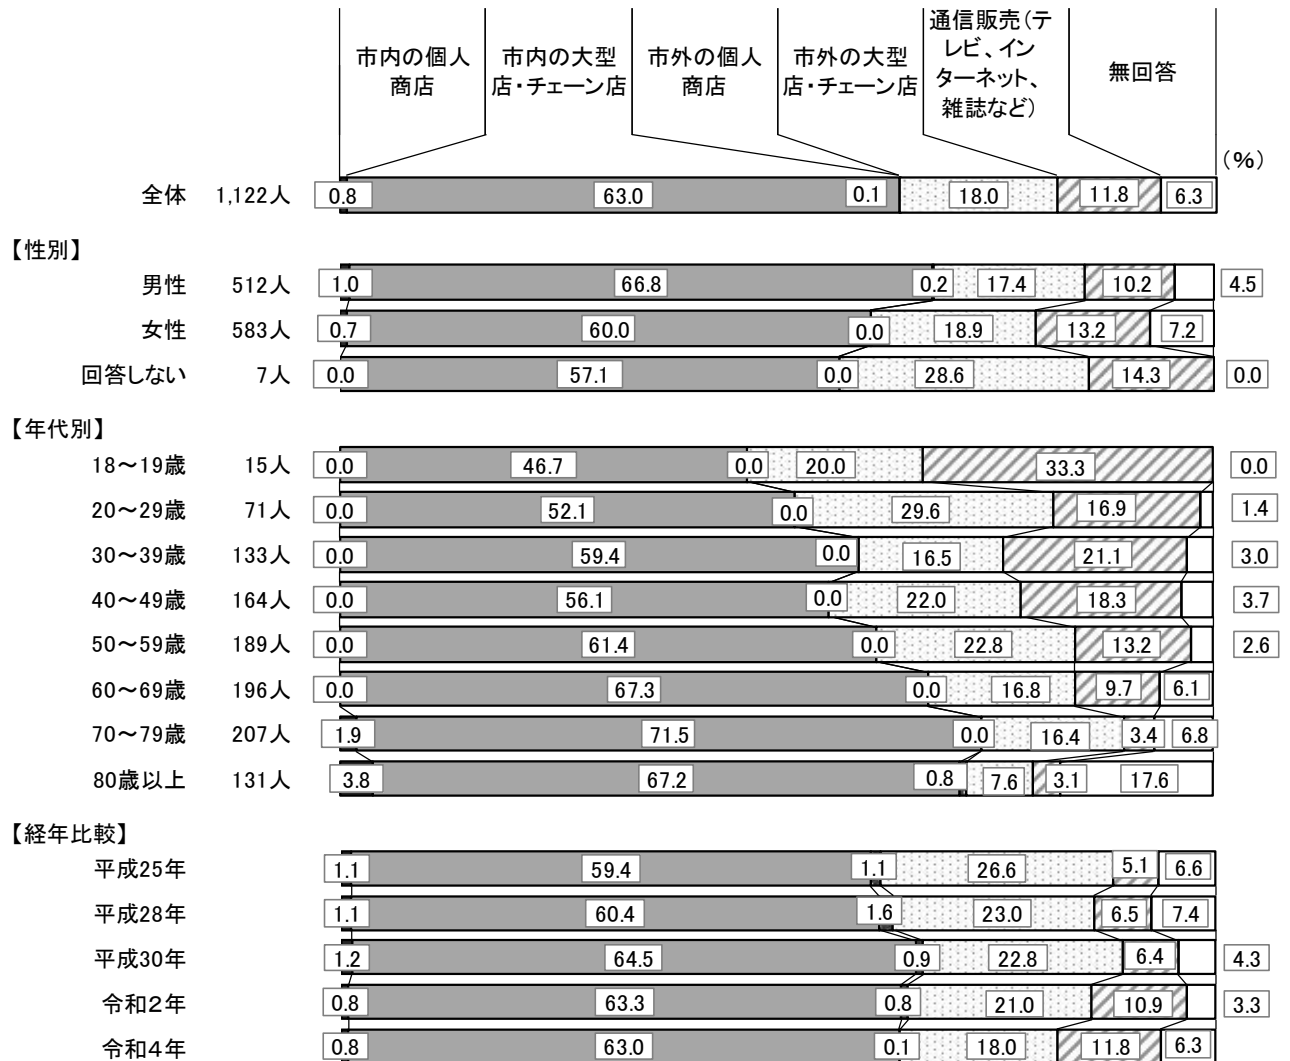 市内の個人
商店
市内の大型
店・チェーン店
市外の個人
商店
市外の大型
店・チェーン店
通信販売(テ
レビ、イン
ターネット、
雑誌など)
無回答
(%)
全体 1,122人 0.8 63.0 0.1 18.0 11.8 6.3
【性別】
男性 512人 1.0 66.8 0.2 17.4 10.2 4.5
女性 583人 0.7 60.0 0.0 18.9 13.2 7.2
回答しない 7人 0.0 57.1 0.0 28.6 14.3 0.0
【年代別】
18～19歳 15人 0.0 46.7 0.0 20.0 33.3 0.0
20～29歳 71人 0.0 52.1 0.0 29.6 16.9 1.4
30～39歳 133人 0.0 59.4 0.0 16.5 21.1 3.0
40～49歳 164人 0.0 56.1 0.0 22.0 18.3 3.7
50～59歳 189人 0.0 61.4 0.0 22.8 13.2 2.6
60～69歳 196人 0.0 67.3 0.0 16.8 9.7 6.1
70～79歳 207人 1.9 71.5 0.0 16.4 3.4 6.8
80歳以上 131人 3.8 67.2 0.8 7.6 3.1 17.6
【経年比較】
平成25年 1.1 59.4 1.1 26.6 5.1 6.6
平成28年 1.1 60.4 1.6 23.0 6.5 7.4
平成30年 1.2 64.5 0.9 22.8 6.4 4.3
令和2年 0.8 63.3 0.8 21.0 10.9 3.3
令和4年 0.8 63.0 0.1 18.0 11.8 6.3